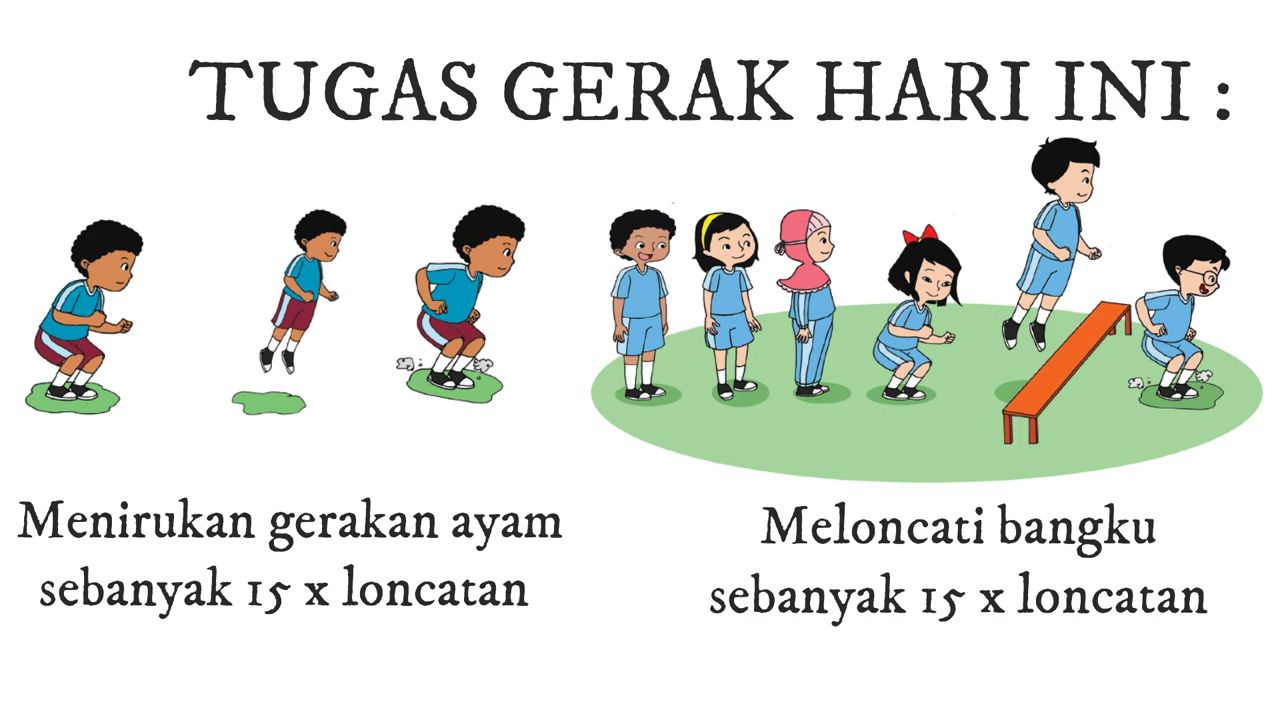 TUGAS GERAK HARI INI :
Menirukan gerakan ayam
sebanyak 15 x loncatan
Meloncati bangku
sebanyak 15 x loncatan